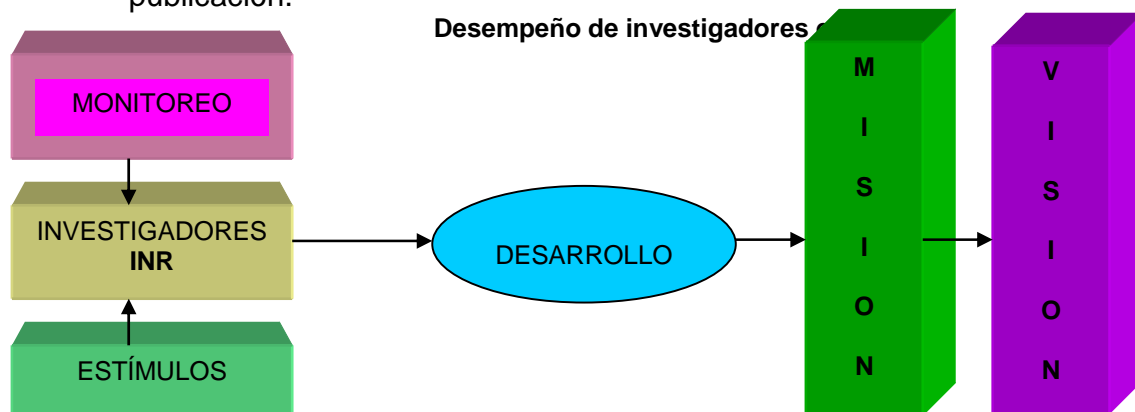 publicación.
Desempeño de investigadores
MONITOREO
INVESTIGADORES
INR
ESTÍMULOS
DESARROLLO
M
I
S
I
O
N
V
I
S
I
O
N